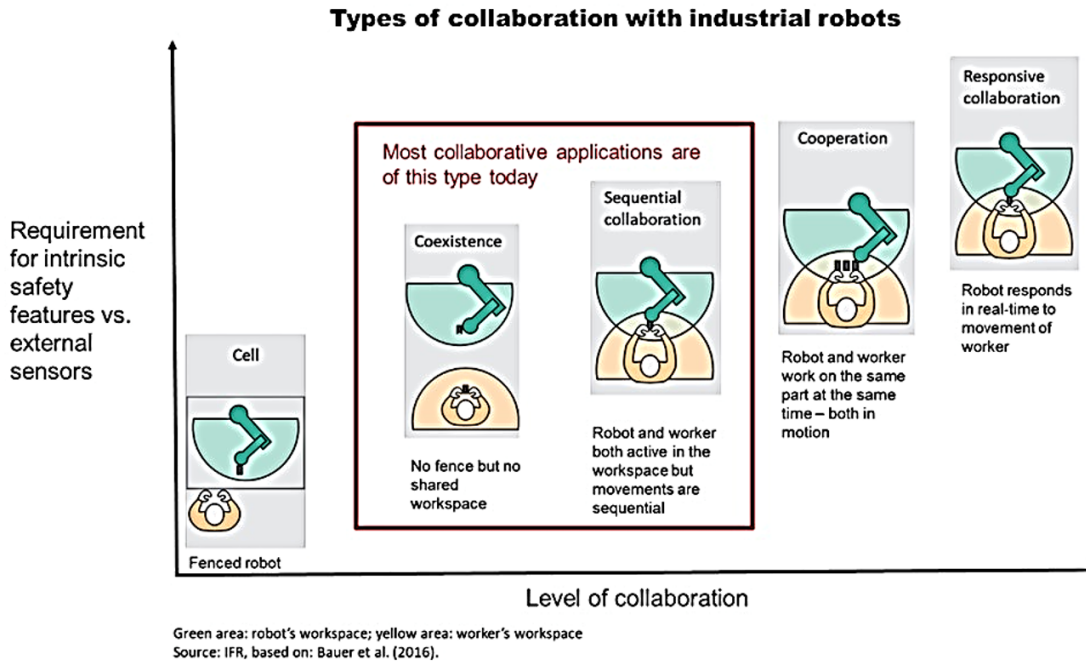 Types of collaboration with industrial robots
Requirement
for intrinsic
safety
features vs.
external
sensors
Cell
Fenced robot
Most collaborative applications are
of this type today
Coexistence
No fence but no
shared
workspace
Sequential
collaboration
Robot and worker
both active in the
workspace but
movements are
sequential
Cooperation
Robot and worker
work on the same
part at the same
time – both in
motion
Responsive
collaboration
Robot responds
in real-time to
movement of
worker
Level of collaboration
Green area: robot's workspace; yellow area: worker's workspace
Source: IFR, based on: Bauer et al. (2016).